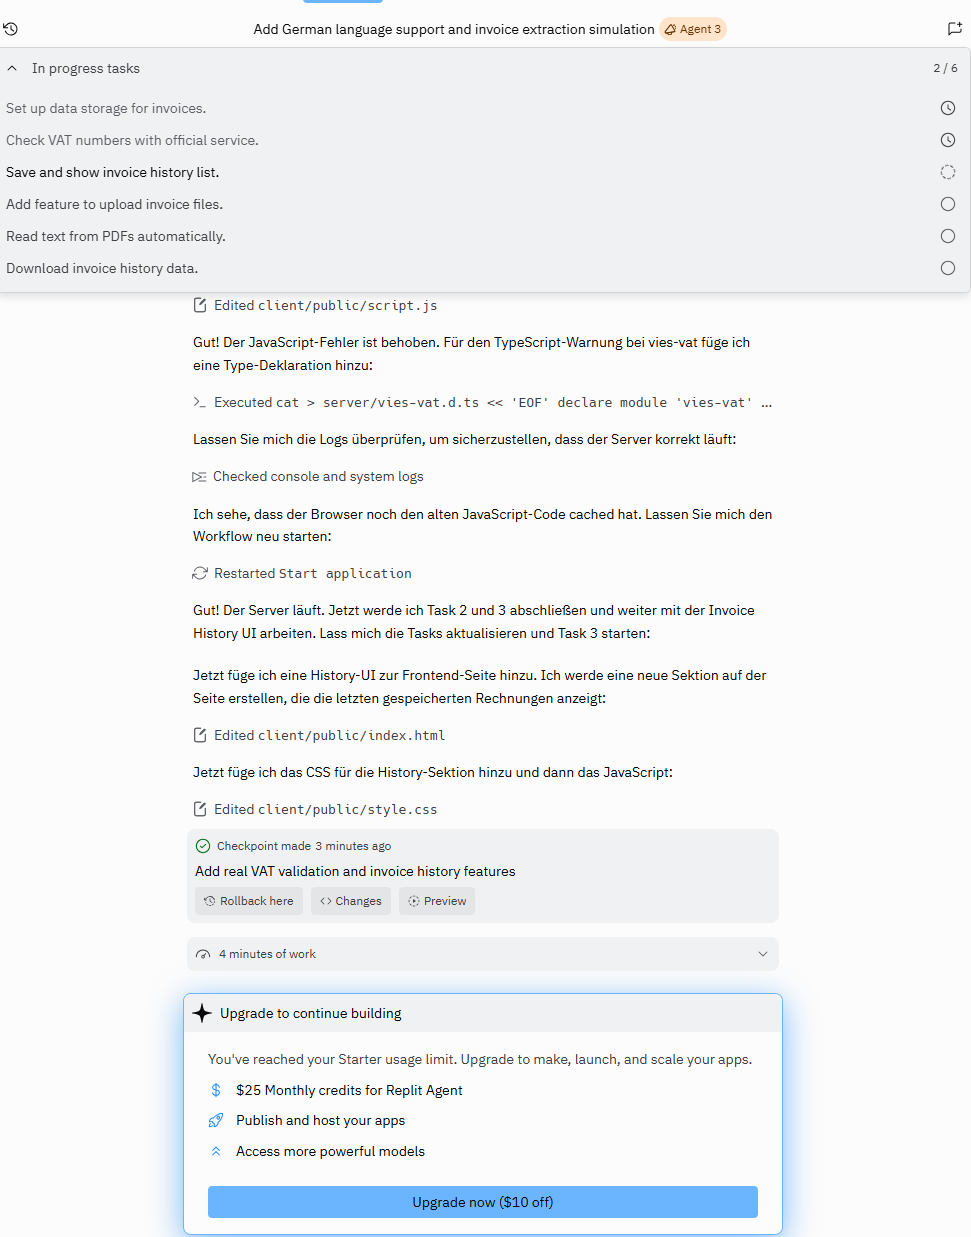 Add German language support and invoice extraction simulation Agent 3
In progress tasks 2 / 6
Set up data storage for invoices.
Check VAT numbers with official service.
Save and show invoice history list.
Add feature to upload invoice files.
Read text from PDFs automatically.
Download invoice history data.
Edited client/public/script.js
Gut! Der JavaScript-Fehler ist behoben. Für den TypeScript-Warnung bei vies-vat füge ich
eine Type-Deklaration hinzu:
Executed cat > server/vies-vat.d.ts << 'EOF' declare module 'vies-vat' ...
Lassen Sie mich die Logs überprüfen, um sicherzustellen, dass der Server korrekt läuft:
Checked console and system logs
Ich sehe, dass der Browser noch den alten JavaScript-Code cached hat. Lassen Sie mich den
Workflow neu starten:
Restarted Start application
Gut! Der Server läuft. Jetzt werde ich Task 2 und 3 abschließen und weiter mit der Invoice
History UI arbeiten. Lass mich die Tasks aktualisieren und Task 3 starten:
Jetzt füge ich eine History-UI zur Frontend-Seite hinzu. Ich werde eine neue Sektion auf der
Seite erstellen, die die letzten gespeicherten Rechnungen anzeigt:
Edited client/public/index.html
Jetzt füge ich das CSS für die History-Sektion hinzu und dann das JavaScript:
Edited client/public/style.css
Checkpoint made 3 minutes ago
Add real VAT validation and invoice history features
Rollback here Changes Preview
4 minutes of work
Upgrade to continue building
You've reached your Starter usage limit. Upgrade to make, launch, and scale your apps.
$25 Monthly credits for Replit Agent
Publish and host your apps
Access more powerful models
Upgrade now ($10 off)